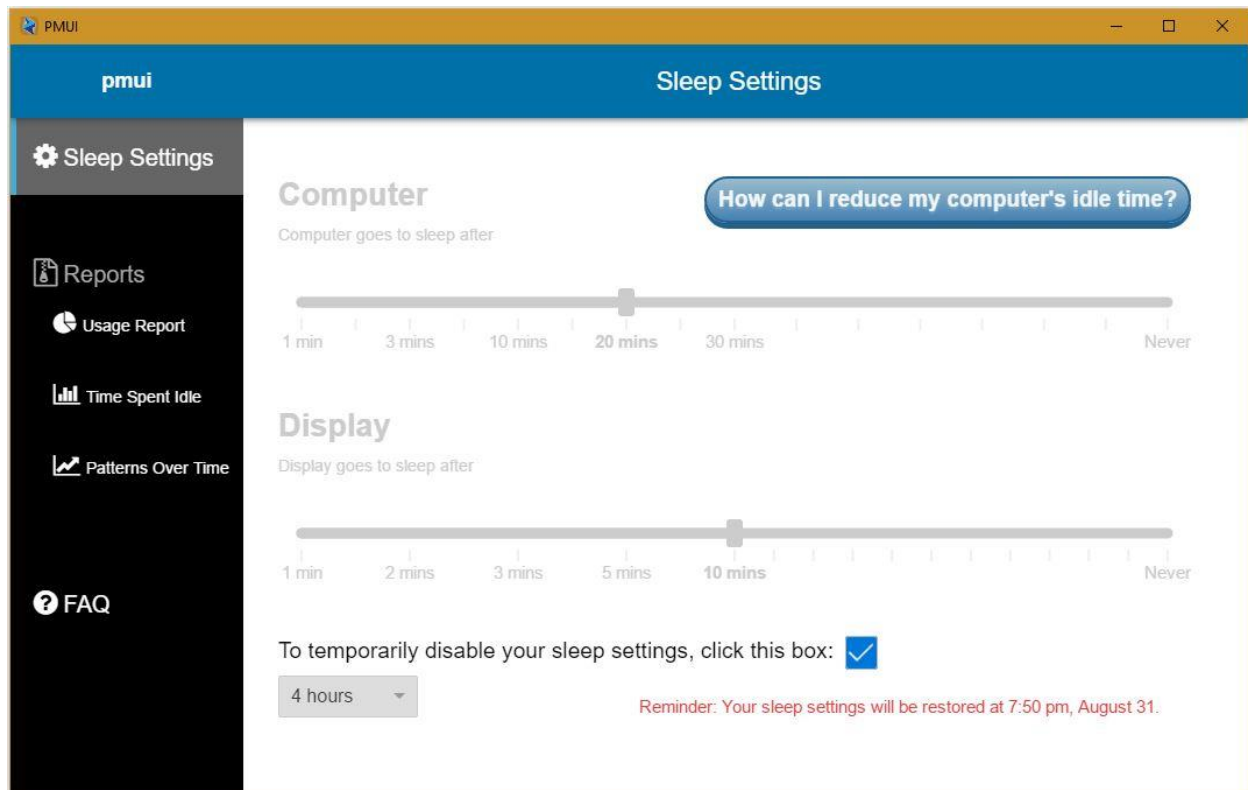 PMUI
pmui
Sleep Settings
Sleep Settings
Reports
Usage Report
Time Spent Idle
Patterns Over Time
FAQ
Computer
How can I reduce my computer's idle time?
Computer goes to sleep after
1 min 3 mins 10 mins 20 mins 30 mins Never
Display
Display goes to sleep after
1 min 2 mins 3 mins 5 mins 10 mins Never
To temporarily disable your sleep settings, click this box:
4 hours
Reminder: Your sleep settings will be restored at 7:50 pm, August 31.